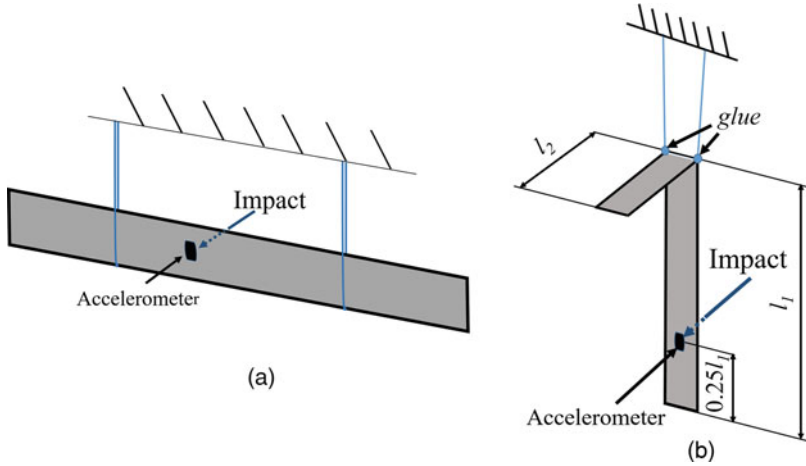 Impact
Accelerometer
(a)
glue
l₂
Impact
l₁
0.25l₁
Accelerometer
(b)